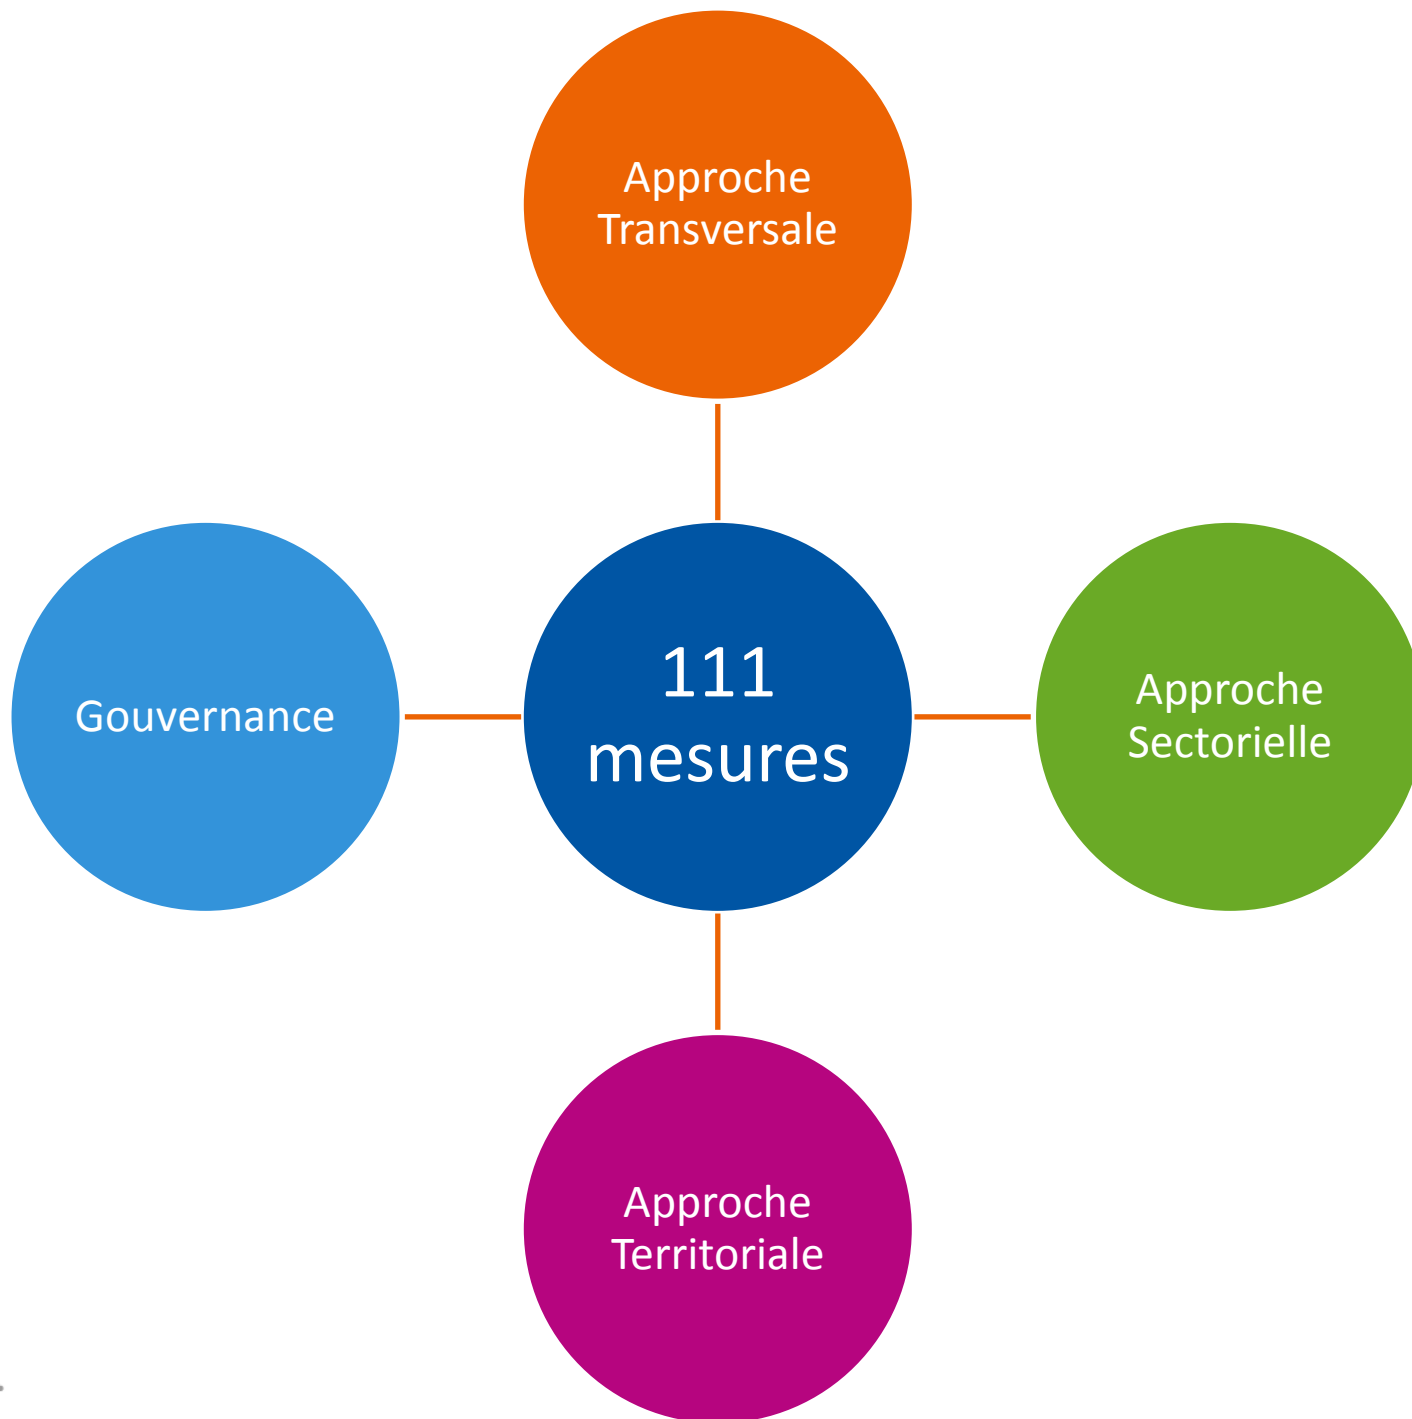 Approche
Transversale
Gouvernance
111
mesures
Approche
Sectorielle
Approche
Territoriale